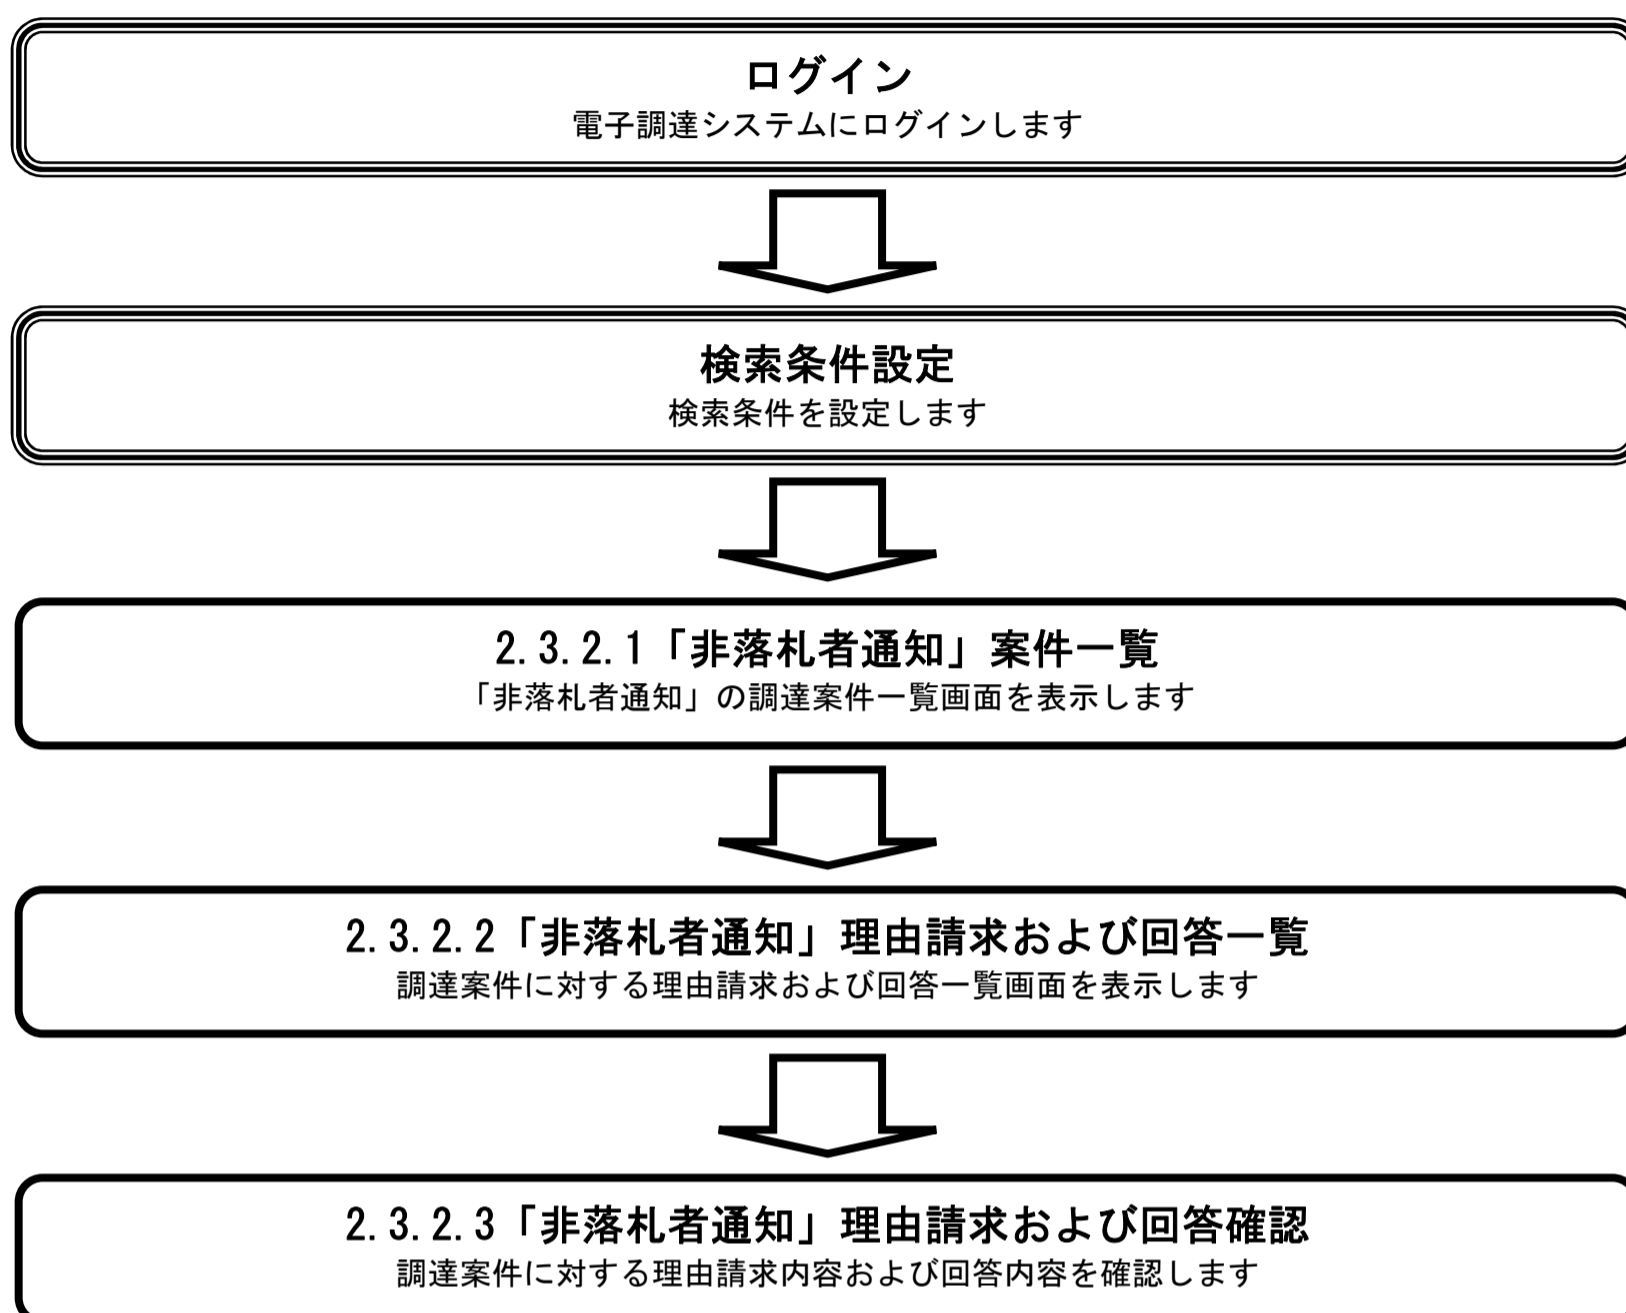 ログイン
電子調達システムにログインします
検索条件設定
検索条件を設定します
2.3.2.1「非落札者通知」案件一覧
「非落札者通知」の調達案件一覧画面を表示します
2.3.2.2「非落札者通知」理由請求および回答一覧
調達案件に対する理由請求および回答一覧画面を表示します
2.3.2.3「非落札者通知」理由請求および回答確認
調達案件に対する理由請求内容および回答内容を確認します